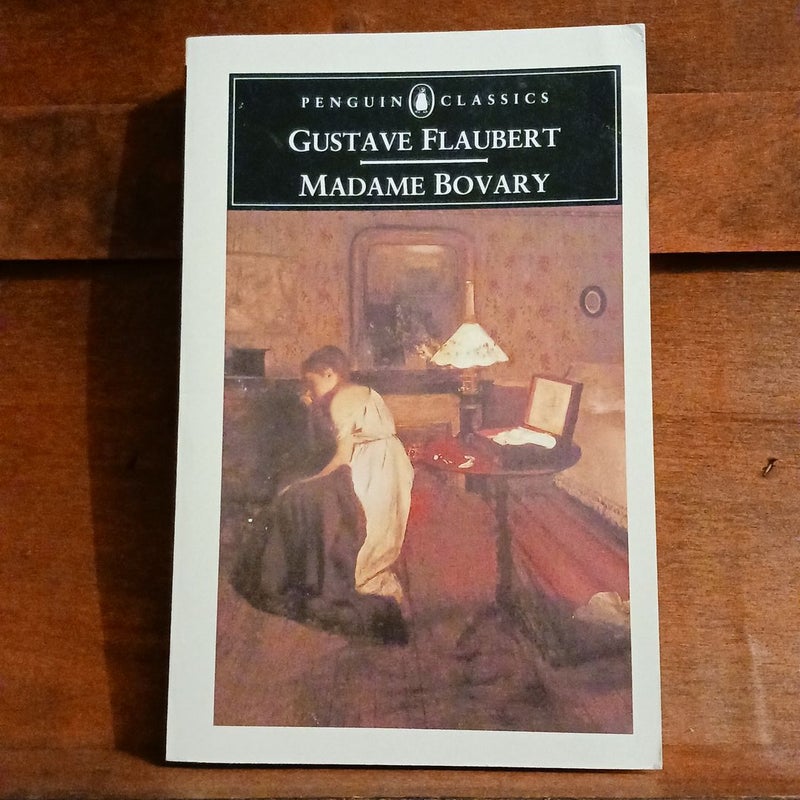 PENGUIN CLASSICS
GUSTAVE FLAUBERT
MADAME BOVARY